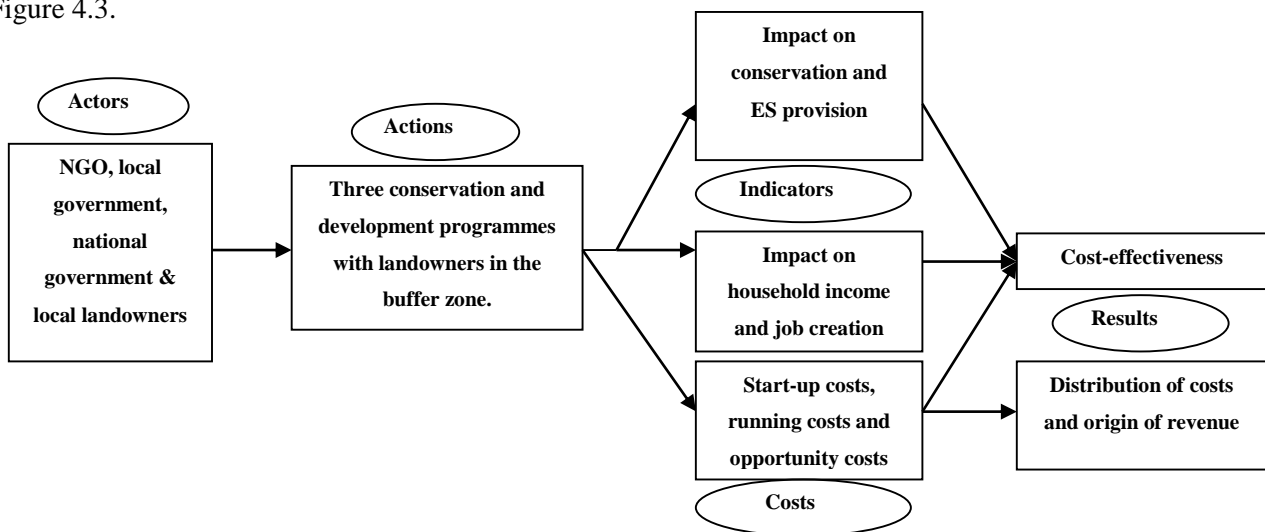 Figure 4.3.
Actors
NGO, local
government,
national
government &
local landowners
Actions
Three conservation and
development programmes
with landowners in the
buffer zone.
Impact on
conservation and
ES provision
Indicators
Impact on
household income
and job creation
Start-up costs,
running costs and
opportunity costs
Costs
Cost-effectiveness
Results
Distribution of costs
and origin of revenue